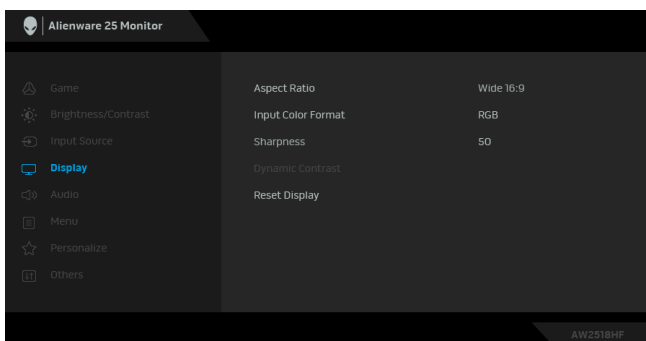 Alienware 25 Monitor
Game
Aspect Ratio Wide 16:9
Brightness/Contrast
Input Color Format RGB
Input Source
Sharpness 50
Display
Dynamic Contrast
Audio
Reset Display
Menu
Personalize
Others
AW2518HF